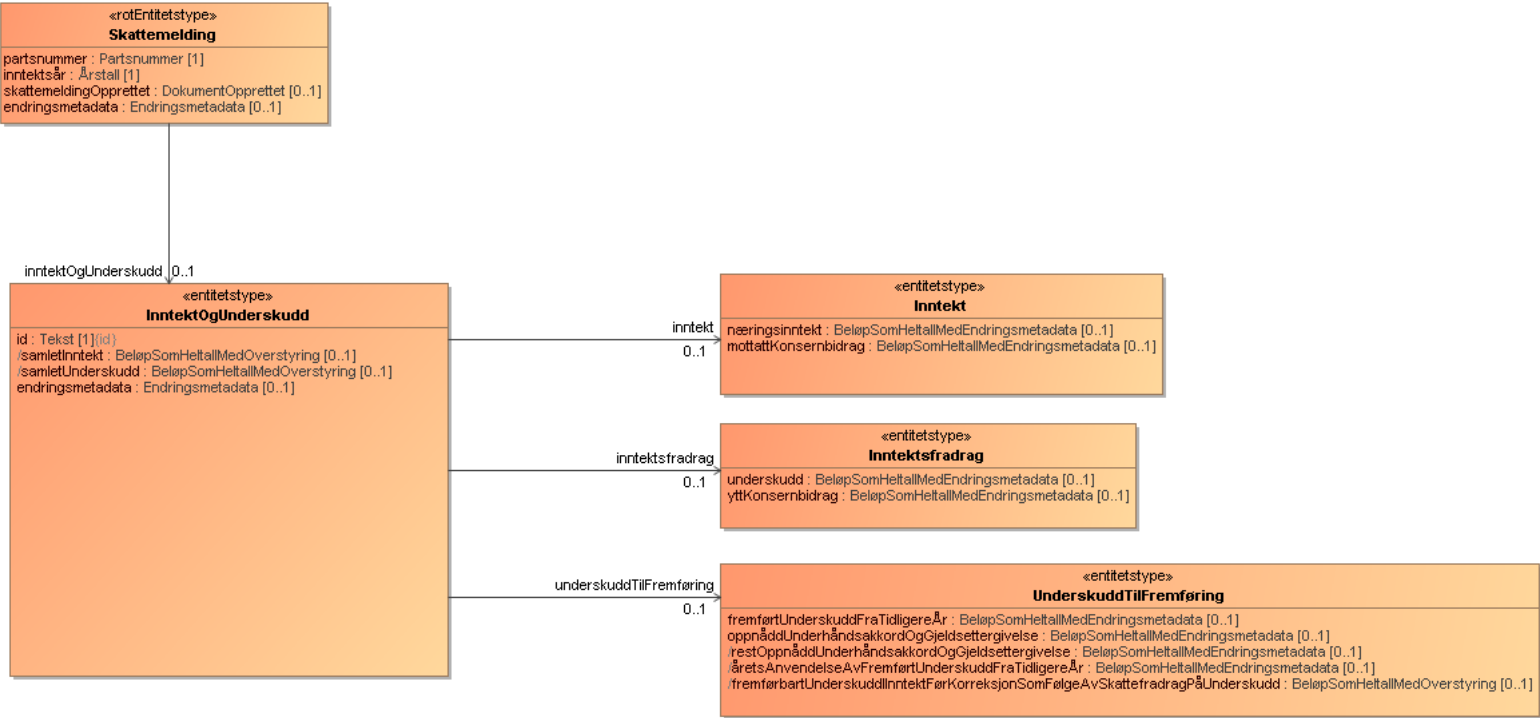 «rotEntitetstype»
Skattemelding
partsnummer : Partsnummer [1]
inntektsår : Årstall [1]
skattemeldingOpprettet : DokumentOpprettet [0..1]
endringsmetadata : Endringsmetadata [0..1]
inntektOgUnderskudd 0..1
«entitetstype»
InntektOgUnderskudd
id : Tekst [1]{id}
/samletInntekt : BeløpSomHeltallMedOverstyring [0..1]
/samletUnderskudd : BeløpSomHeltallMedOverstyring [0..1]
endringsmetadata : Endringsmetadata [0..1]
inntekt
0..1
«entitetstype»
Inntekt
næringsinntekt : BeløpSomHeltallMedEndringsmetadata [0..1]
mottattKonsernbidrag : BeløpSomHeltallMedEndringsmetadata [0..1]
inntektsfradrag
0..1
«entitetstype»
Inntektsfradrag
underskudd : BeløpSomHeltallMedEndringsmetadata [0..1]
yttKonsernbidrag : BeløpSomHeltallMedEndringsmetadata [0..1]
underskuddTilFremføring
0..1
«entitetstype»
UnderskuddTilFremføring
fremførtUnderskuddFraTidligereÅr : BeløpSomHeltallMedEndringsmetadata [0..1]
oppnåddUnderhåndsakkordOgGjeldsettergivelse : BeløpSomHeltallMedEndringsmetadata [0..1]
/restOppnåddUnderhåndsakkordOgGjeldsettergivelse : BeløpSomHeltallMedEndringsmetadata [0..1]
/åretsAnvendelseAvFremførtUnderskuddFraTidligereÅr : BeløpSomHeltallMedEndringsmetadata [0..1]
/fremførbartUnderskuddIInntektFørKorreksjonSomFølgeAvSkattefradragPåUnderskudd : BeløpSomHeltallMedOverstyring [0..1]